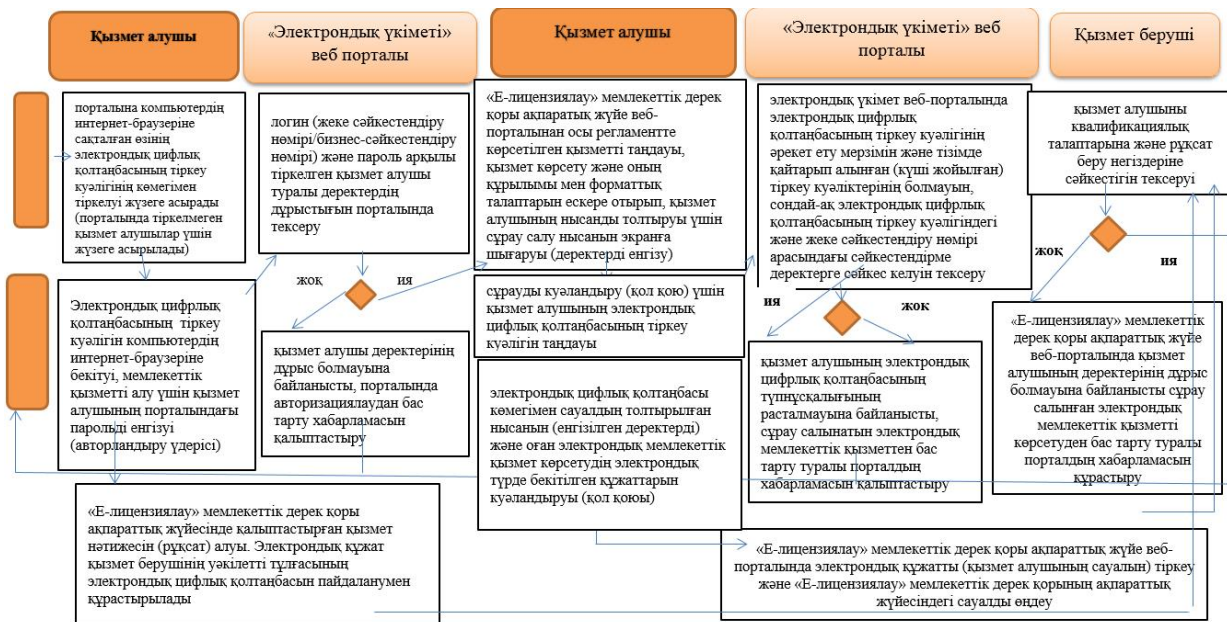 Қызмет алушы
«Электрондық үкіметі»
веб порталы
Қызмет алушы
«Электрондық үкіметі» веб
порталы
Қызмет беруші
порталына компьютердің
интернет-браузеріне
сақталған өзінің
электрондық цифлық
қолтаңбасының тіркеу
куәлігінің көмегімен
тіркелуі жүзеге асырады
(порталында тіркелмеген
қызмет алушылар үшін
жүзеге асырылады)
логин (жеке сәйкестендіру
нөмірі/бизнес-сәйкестендіру
нөмірі) және пароль арқылы
тіркелген қызмет алушы
туралы деректердің
дұрыстығын порталында
тексеру
«Е-лицензиялау» мемлекеттік дерек
қоры ақпараттық жүйе веб-
порталынан осы регламентте
көрсетілген қызметті таңдауы,
қызмет көрсету және оның
құрылымы мен форматтық
талаптарын ескере отырып, қызмет
алушының нысанды толтыруы үшін
сұрау салу нысанын экранға
шығаруы (деректерді енгізу)
электрондық үкімет веб-порталында
электрондық цифрлық
қолтаңбасының тіркеу куәлігінің
әрекет ету мерзімін және тізімде
қайтарып алынған (күші жойылған)
тіркеу куәліктерінің болмауын,
сондай-ақ электрондық цифрлық
қолтаңбасының тіркеу куәлігіндегі
және жеке сәйкестендіру нөмірі
арасындағы сәйкестендірме
деректерге сәйкес келуін тексеру
қызмет алушыны
квалификациялық
талаптарына және рұқсат
беру негіздеріне
сәйкестігін тексеруі
жоқ
ия
ия
жоқ
жоқ
ия
Электрондық цифрлық
қолтаңбасының тіркеу
куәлігін компьютердің
интернет-браузеріне
бекітуі, мемлекеттік
қызметті алу үшін қызмет
алушының порталындағы
парольді енгізуі
(авторландыру үдерісі)
қызмет алушы деректерінің
дұрыс болмауына
байланысты, порталында
авторизациялаудан бас
тарту хабарламасын
қалыптастыру
сұрауды куәландыру (қол қою) үшін
қызмет алушының электрондық
цифлық қолтаңбасының тіркеу
куәлігін таңдауы
электрондық цифлық қолтаңбасы
көмегімен сауалдың толтырылған
нысанын (енгізілген деректерді)
және оған электрондық мемлекеттік
қызмет көрсетудің электрондық
түрде бекітілген құжаттарын
куәландыруы (қол қоюы)
қызмет алушының электрондық
цифрлық қолтаңбасының
түпнұсқалығының
расталмауына байланысты,
сұрау салынатын электрондық
мемлекеттік қызметтен бас
тарту туралы порталдың
хабарламасын қалыптастыру
«Е-лицензиялау» мемлекеттік
дерек қоры ақпараттық жүйе
веб-порталында қызмет
алушының деректерінің дұрыс
болмауына байланысты сұрау
салынған электрондық
мемлекеттік қызметті
көрсетуден бас тарту туралы
порталдың хабарламасын
құрастыру
«Е-лицензиялау» мемлекеттік дерек қоры
ақпараттық жүйесінде қалыптастырған қызмет
нәтижесін (рұқсат) алуы. Электрондық құжат
қызмет берушінің уәкілетті тұлғасының
электрондық цифлық қолтаңбасын пайдаланумен
құрастырылады
«Е-лицензиялау» мемлекеттік дерек қоры ақпараттық жүйе веб-
порталында электрондық құжатты (қызмет алушының сауалын) тіркеу
және «Е-лицензиялау» мемлекеттік дерек қорының ақпараттық
жүйесіндегі сауалды өңдеу